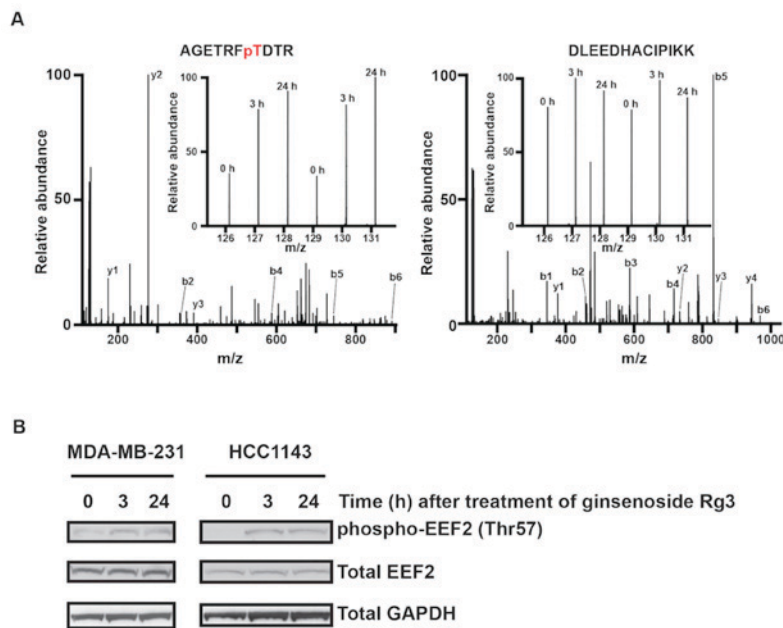 A
AGETRFpTDTR
DLEEDHACIPIKK
Relative abundance
100
50
0
y2
y1
b2
y3
b4
b5
b6
200 400 600 800
m/z
Relative abundance
100
50
0
0 h
3 h
24 h
0 h
3 h
24 h
126 127 128 129 130 131
m/z
Relative abundance
100
50
0
b1
y1
b2
b3
b4
y2
b5
y3
y4
b6
200 400 600 800 1000
m/z
Relative abundance
100
50
0
0 h
3 h
24 h
0 h
3 h
24 h
126 127 128 129 130 131
m/z
B
MDA-MB-231 HCC1143
0 3 24 0 3 24 Time (h) after treatment of ginsenoside Rg3
phospho-EEF2 (Thr57)
Total EEF2
Total GAPDH